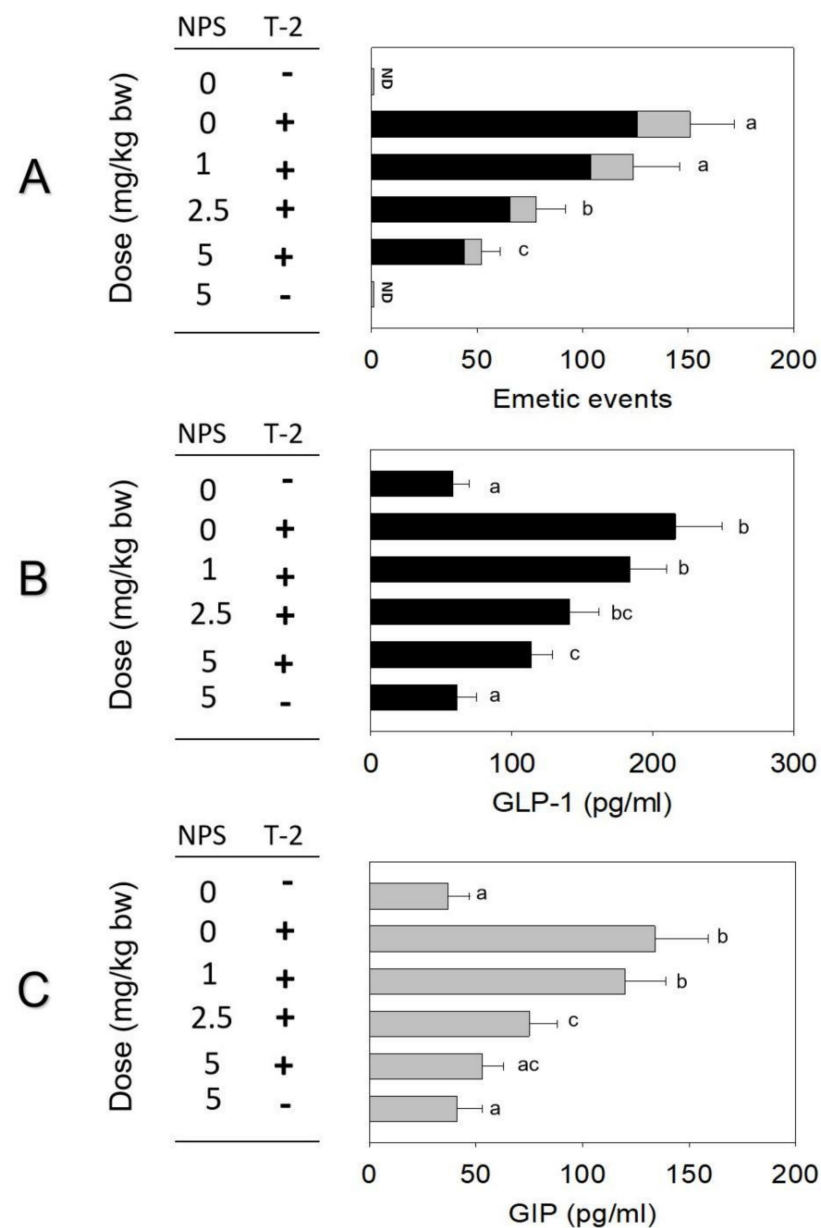 NPS T-2
A
Dose (mg/kg bw)
0 - ND
0 + a
1 + a
2.5 + b
5 + c
5 - ND
0 50 100 150 200
Emetic events
NPS T-2
B
Dose (mg/kg bw)
0 - a
0 + b
1 + b
2.5 + bc
5 + c
5 - a
0 100 200 300
GLP-1 (pg/ml)
NPS T-2
C
Dose (mg/kg bw)
0 - a
0 + b
1 + b
2.5 + c
5 + ac
5 - a
0 50 100 150 200
GIP (pg/ml)